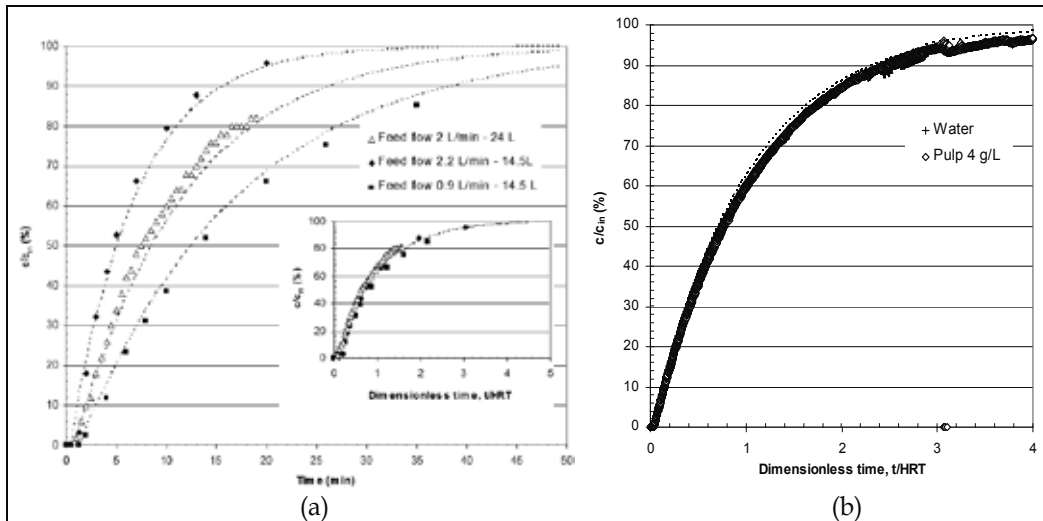 100
90
80
70
60
50
40
30
20
10
0
c/c_in (%)
0 5 10 15 20 25 30 35 40 45 50
Time (min)
Feed flow 2 L/min - 24 L
Feed flow 2.2 L/min - 14.5L
Feed flow 0.9 L/min - 14.5 L
100
80
60
40
20
0
c/c_in (%)
0 1 2 3 4 5
Dimensionless time, t/HRT
(a)
100
90
80
70
60
50
40
30
20
10
0
c/c_in (%)
Water
Pulp 4 g/L
0 1 2 3 4
Dimensionless time, t/HRT
(b)